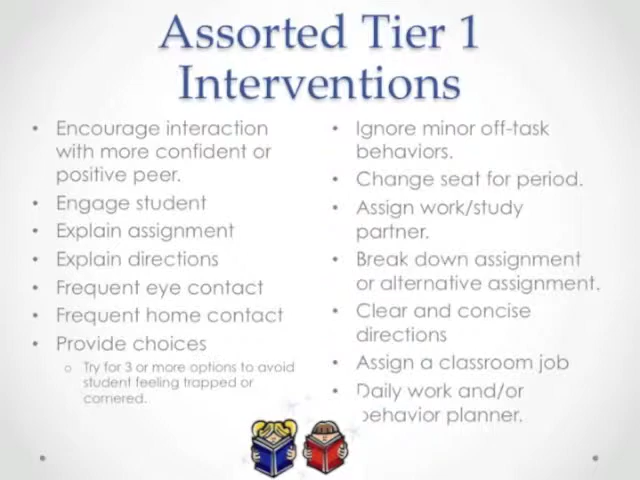 Assorted Tier 1
Interventions
• Encourage interaction
with more confident or
positive peer.
• Engage student
• Explain assignment
• Explain directions
• Frequent eye contact
• Frequent home contact
• Provide choices
o Try for 3 or more options to avoid
student feeling trapped or
cornered.
• Ignore minor off-task
behaviors.
• Change seat for period.
• Assign work/study
partner.
• Break down assignment
or alternative assignment.
• Clear and concise
directions
• Assign a classroom job
• Daily work and/or
behavior planner.